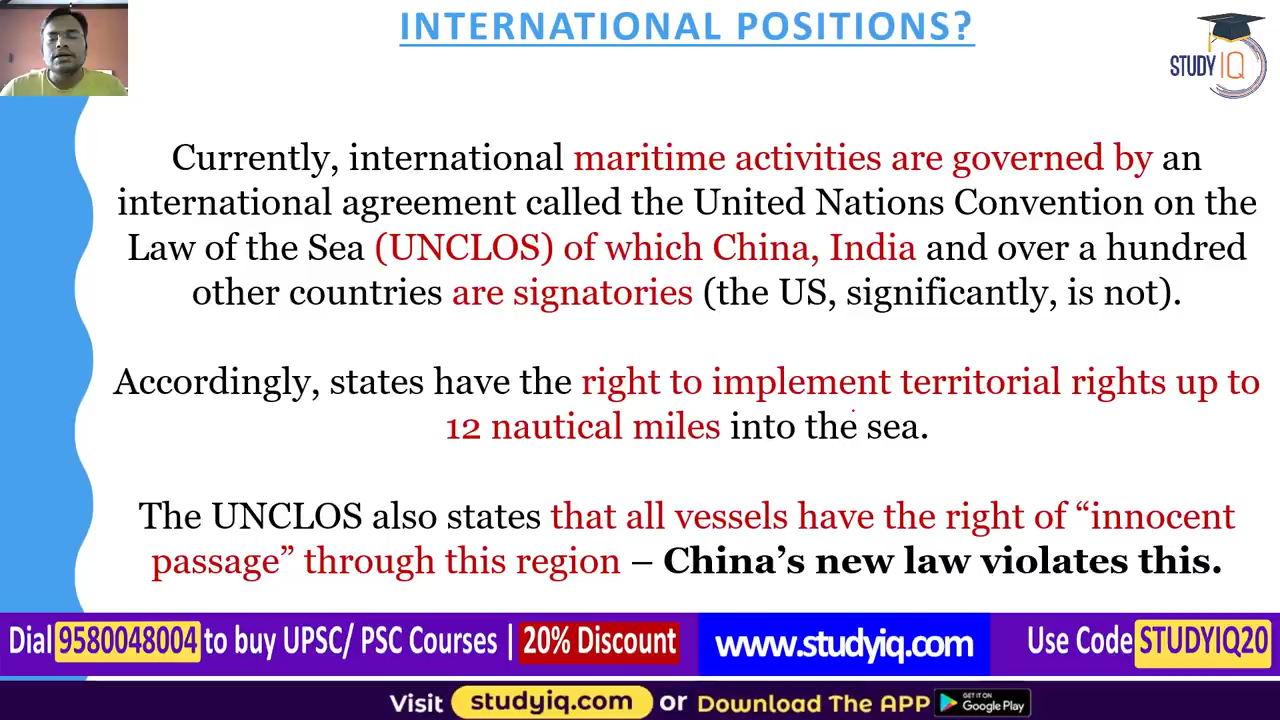 INTERNATIONAL POSITIONS?
STUDY IQ
Currently, international maritime activities are governed by an
international agreement called the United Nations Convention on the
Law of the Sea (UNCLOS) of which China, India and over a hundred
other countries are signatories (the US, significantly, is not).
Accordingly, states have the right to implement territorial rights up to
12 nautical miles into the sea.
The UNCLOS also states that all vessels have the right of “innocent
passage” through this region – China’s new law violates this.
Dial 9580048004 to buy UPSC/ PSC Courses | 20% Discount
www.studyiq.com
Use Code STUDYIQ20
Visit studyiq.com or Download The APP
GET IT ON
Google Play